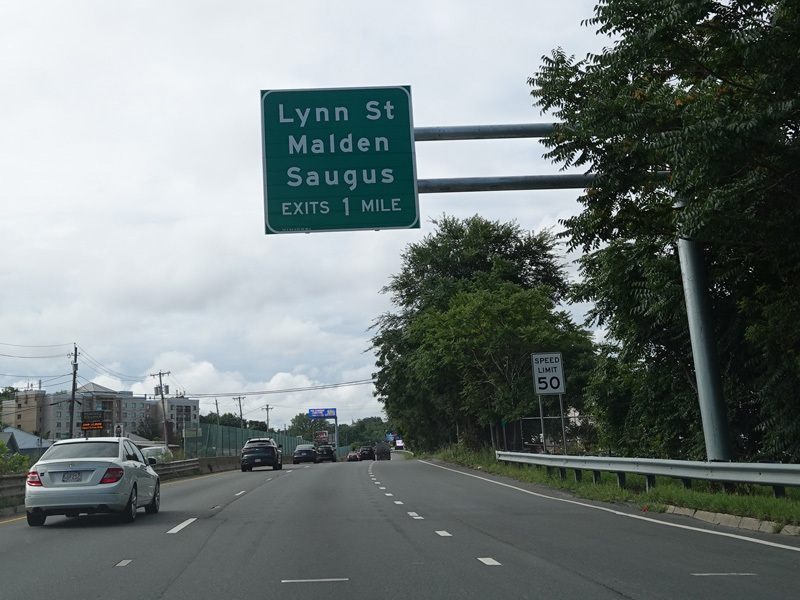 Lynn St
Malden
Saugus
EXITS 1 MILE
SPEED
LIMIT
50